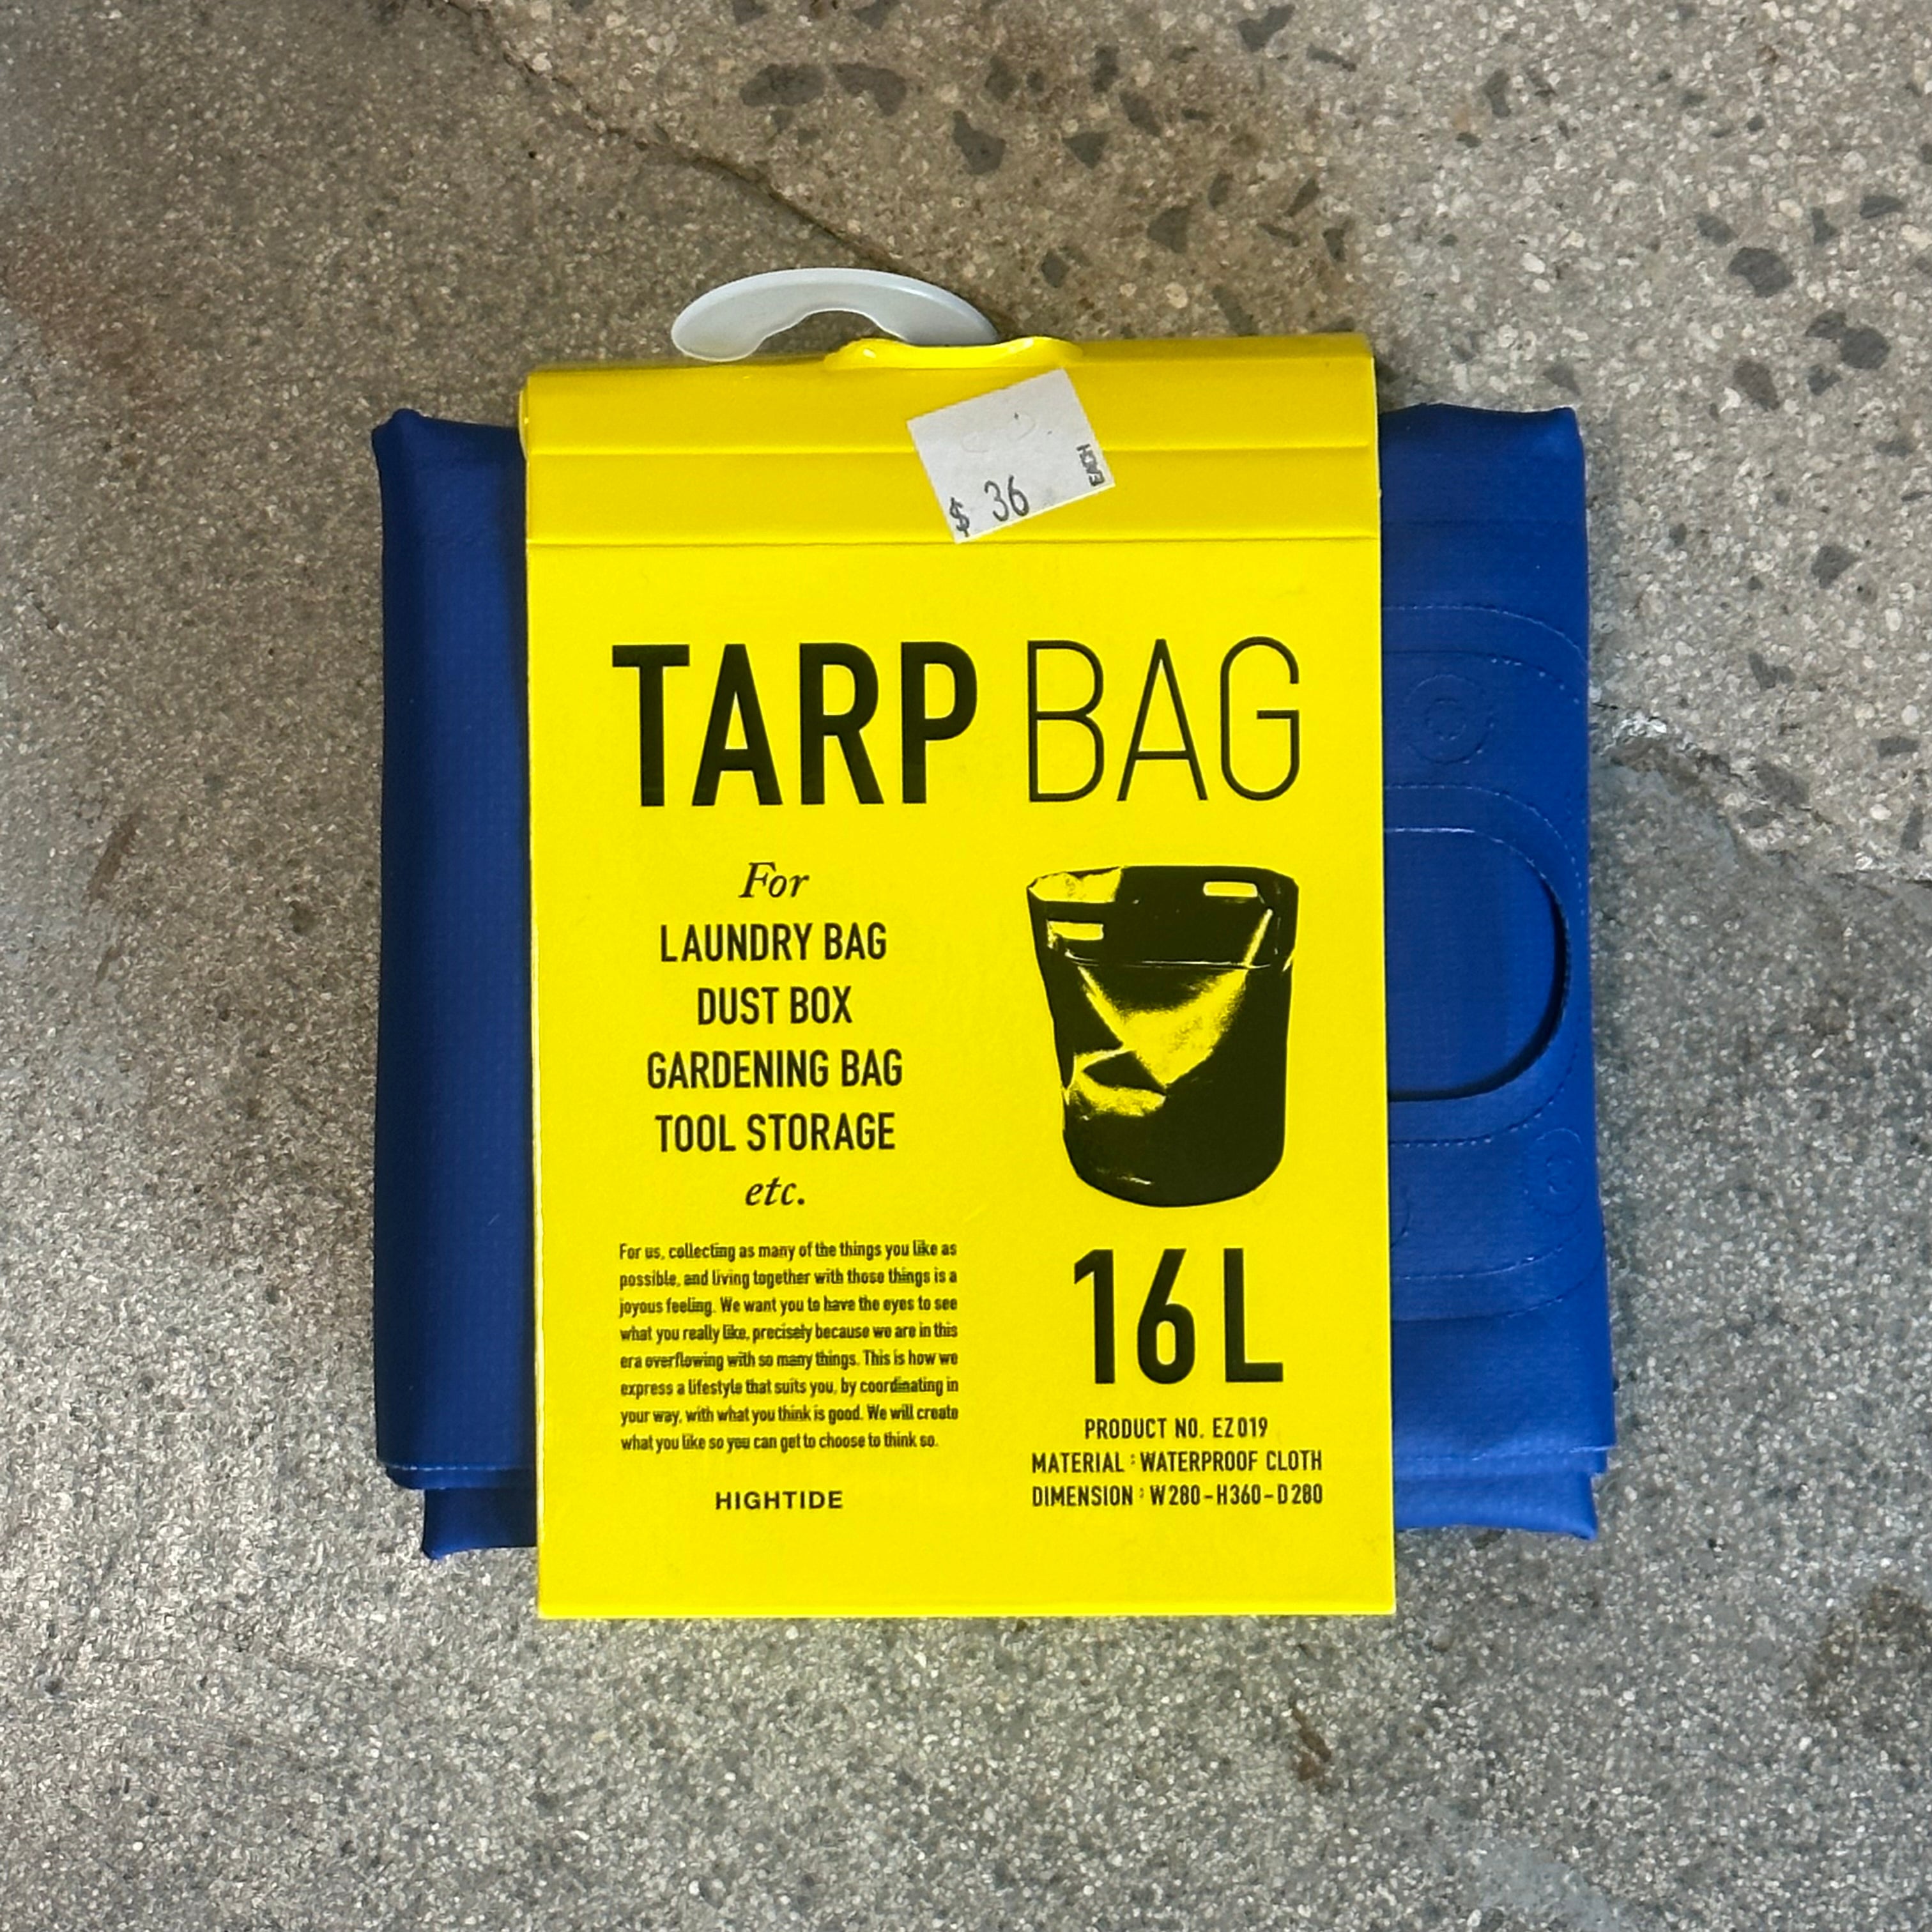 $ 36
EACH
TARP BAG
For
LAUNDRY BAG
DUST BOX
GARDENING BAG
TOOL STORAGE
etc.
For us, collecting as many of the things you like as
possible, and living together with those things is a
joyous feeling. We want you to have the eyes to see
what you really like, precisely because we are in this
era overflowing with so many things. This is how we
express a lifestyle that suits you, by coordinating in
your way, with what you think is good. We will create
what you like so you can get to choose to think so.
HIGHTIDE
16L
PRODUCT NO. EZ019
MATERIAL : WATERPROOF CLOTH
DIMENSION : W280-H360-D280